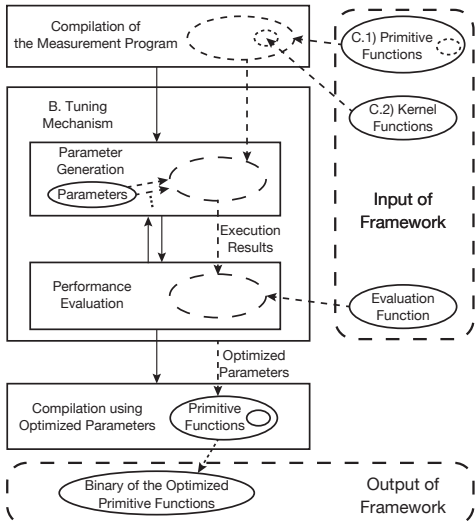 Compilation of
the Measurement Program
C.1) Primitive
Functions
C.2) Kernel
Functions
B. Tuning
Mechanism
Parameter
Generation
Parameters
Input of
Framework
Execution
Results
Performance
Evaluation
Evaluation
Function
Optimized
Parameters
Compilation using
Optimized Parameters
Primitive
Functions
Binary of the Optimized
Primitive Functions
Output of
Framework